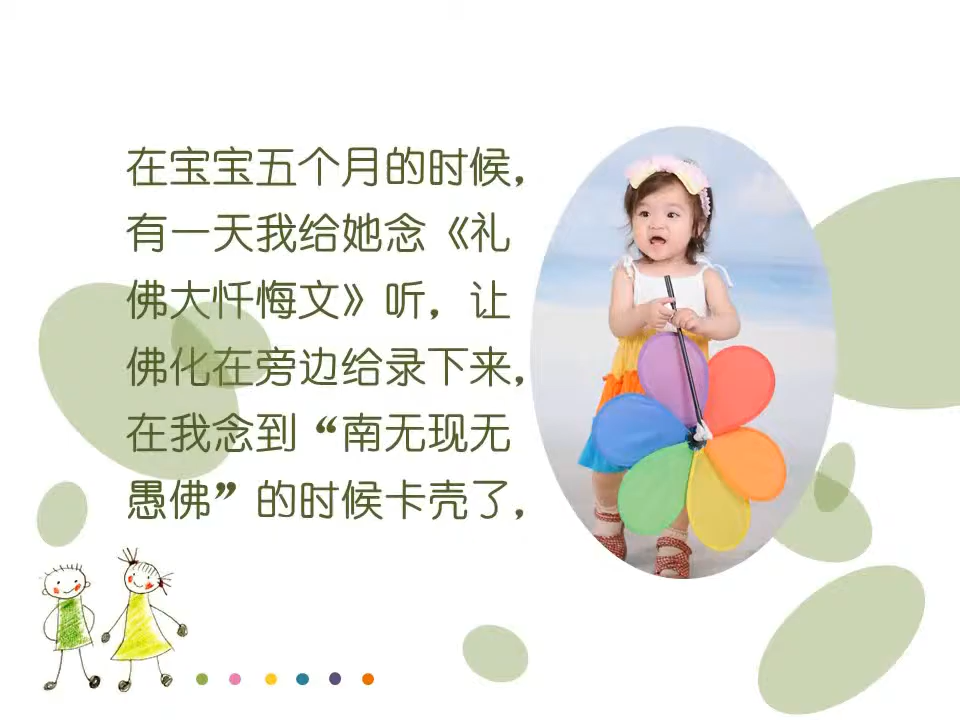 在宝宝五个月的时候，
有一天我给她念《礼
佛大忏悔文》听，让
佛化在旁边给录下来，
在我念到“南无现无
愚佛”的时候卡壳了，